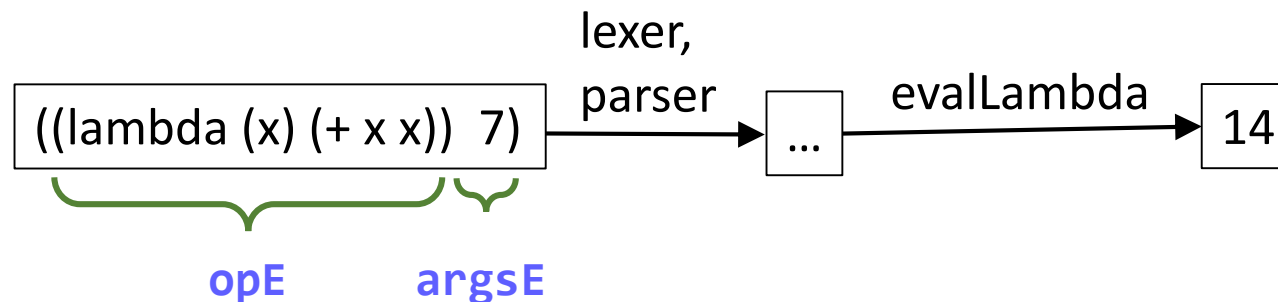 lexer,
parser
evalLambda
((lambda (x) (+ x x)) 7)
...
14
opE
argsE